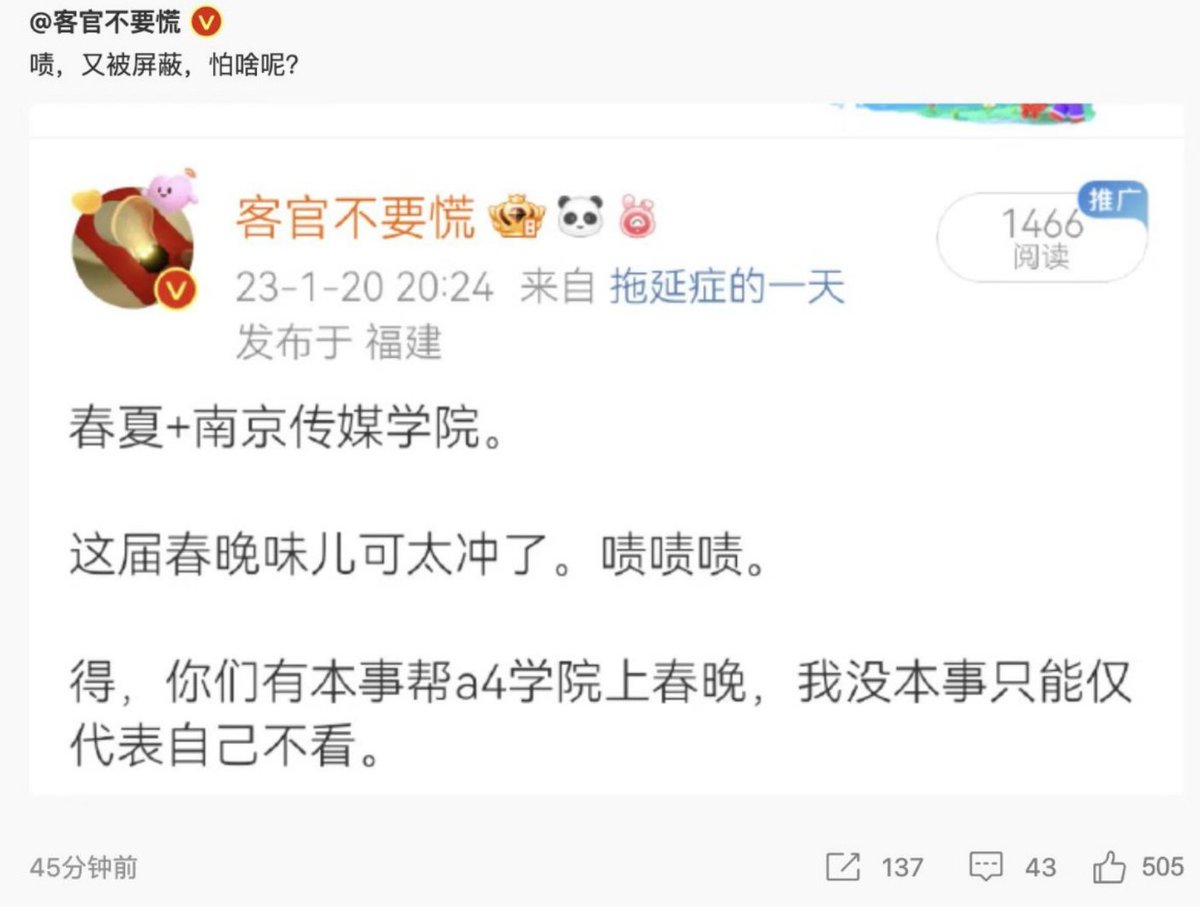 @客官不要慌
啧，又被屏蔽，怕啥呢？
客官不要慌
推广
1466
阅读
23-1-20 20:24 来自 拖延症的一天
发布于 福建
春夏+南京传媒学院。
这届春晚味儿可太冲了。啧啧啧。
得，你们有本事帮a4学院上春晚，我没本事只能仅
代表自己不看。
45分钟前
137
43
505